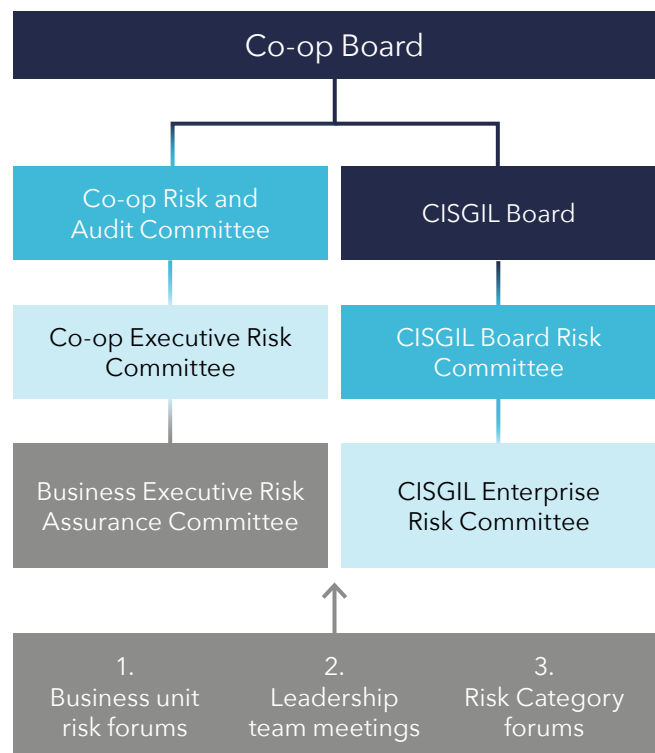 Co-op Board
Co-op Risk and
Audit Committee
CISGIL Board
Co-op Executive Risk
Committee
CISGIL Board Risk
Committee
Business Executive Risk
Assurance Committee
CISGIL Enterprise
Risk Committee
1.
Business unit
risk forums
2.
Leadership
team meetings
3.
Risk Category
forums